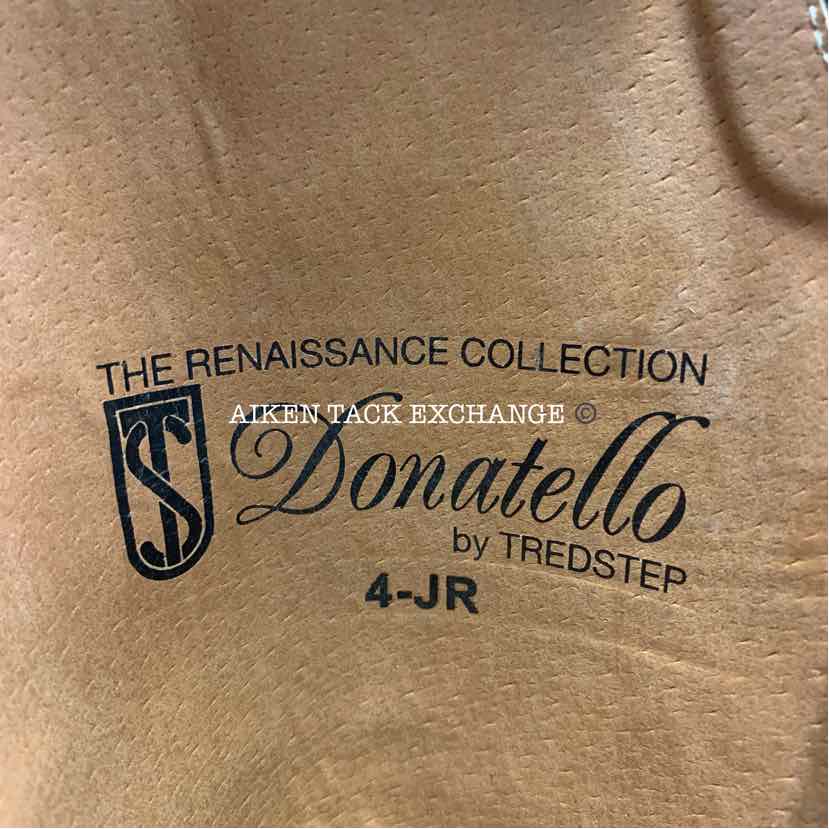 THE RENAISSANCE COLLECTION
AIKEN TACK EXCHANGE ©
TS
Donatello
by TREDSTEP
4-JR